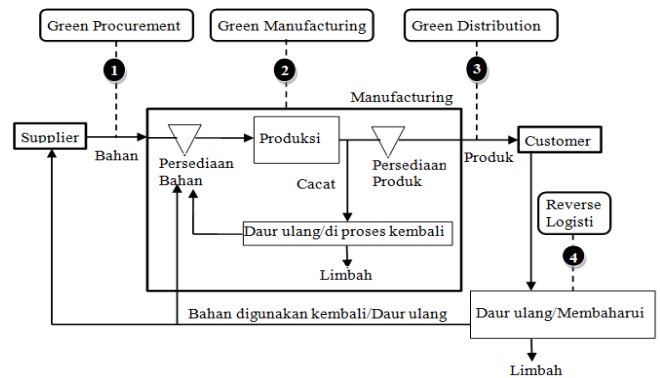 Green Procurement
Green Manufacturing
Green Distribution
1
2
3
Manufacturing
Supplier
Bahan
Persediaan
Bahan
Produksi
Cacat
Persediaan
Produk
Produk
Customer
Daur ulang/di proses kembali
Limbah
Reverse
Logisti
4
Bahan digunakan kembali/Daur ulang
Daur ulang/Membaharui
Limbah